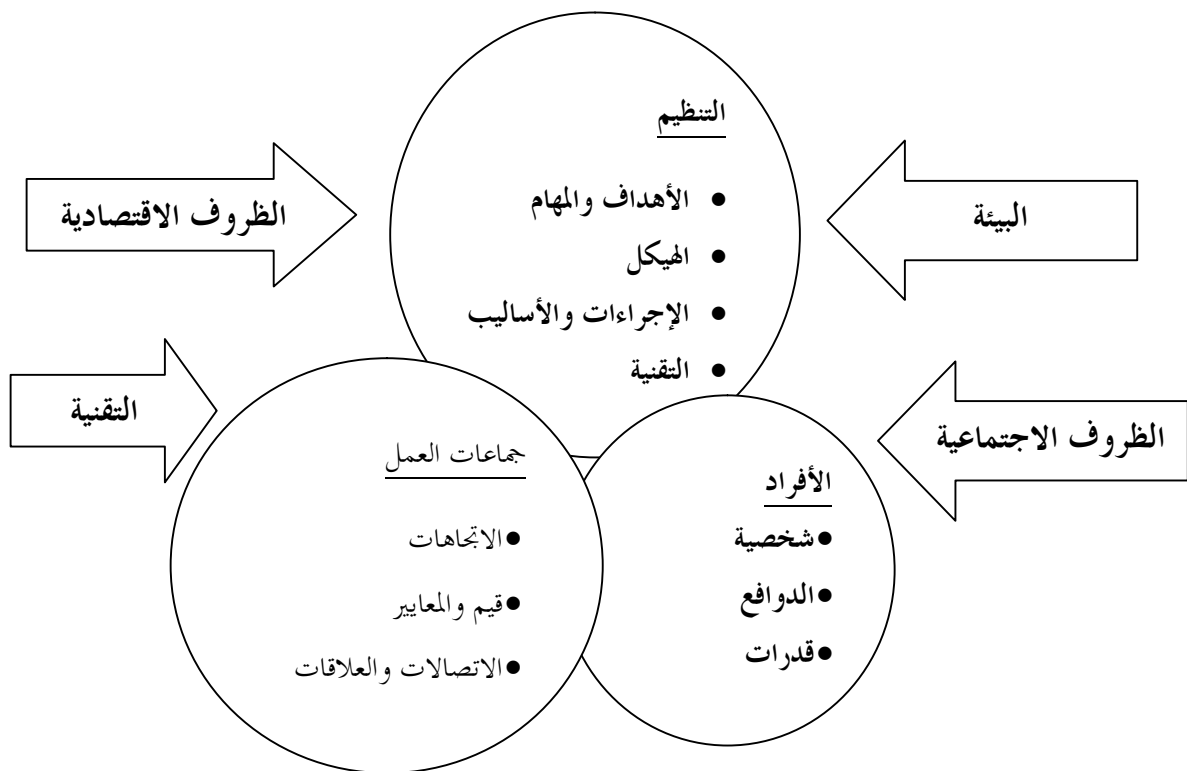 التنظيم
• الأهداف والمهام
• الهيكل
• الإجراءات والأساليب
• التقنية
البيئة
الظروف الاقتصادية
الظروف الاجتماعية
التقنية
الأفراد
•شخصية
•الدوافع
•قدرات
جماعات العمل
•الاتجاهات
•قيم والمعايير
•الاتصالات والعلاقات